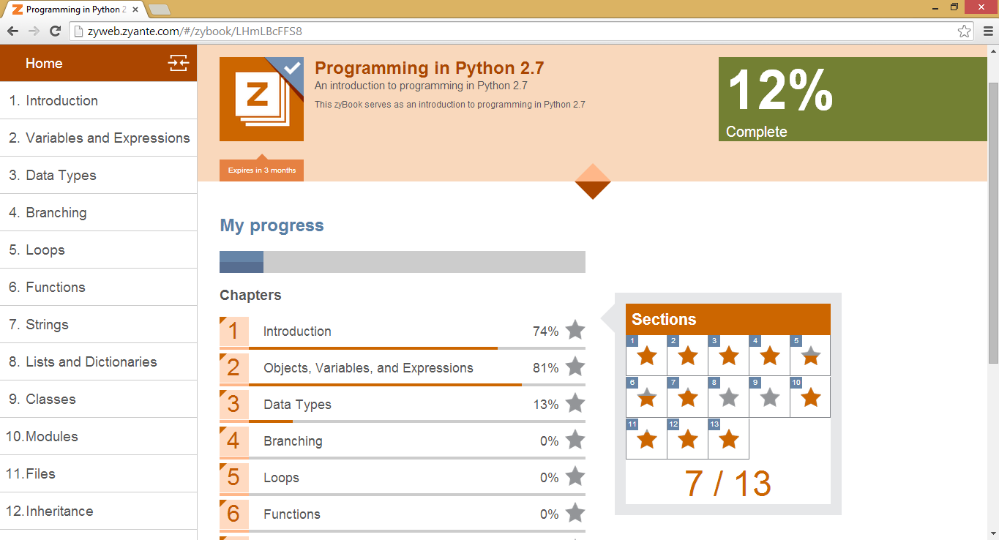 Programming in Python 2
zyweb.zyante.com/#/zybook/LHmLBcFFS8
Home
1. Introduction
2. Variables and Expressions
3. Data Types
4. Branching
5. Loops
6. Functions
7. Strings
8. Lists and Dictionaries
9. Classes
10.Modules
11.Files
12.Inheritance
Z
Programming in Python 2.7
An introduction to programming in Python 2.7
This zyBook serves as an introduction to programming in Python 2.7
Expires in 3 months
12%
Complete
My progress
Chapters
1 Introduction 74%
2 Objects, Variables, and Expressions 81%
3 Data Types 13%
4 Branching 0%
5 Loops 0%
6 Functions 0%
Sections
1 2 3 4 5
6 7 8 9 10
11 12 13
7 / 13